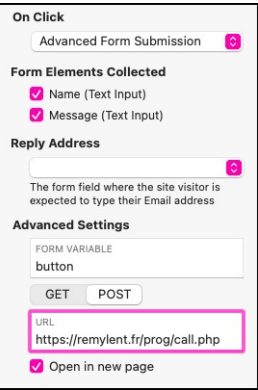 On Click
Advanced Form Submission
Form Elements Collected
Name (Text Input)
Message (Text Input)
Reply Address
The form field where the site visitor is
expected to type their Email address
Advanced Settings
FORM VARIABLE
button
GET POST
URL
https://remylent.fr/prog/call.php
Open in new page